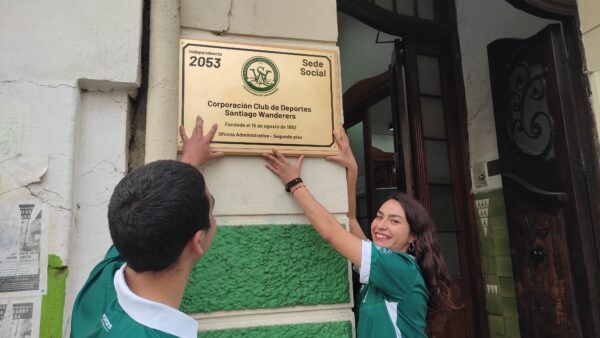 Independencia
2053
Sede
Social
Corporación Club de Deportes
Santiago Wanderers
Fundado el 15 de agosto de 1892
Oficina Administrativa - Segundo piso